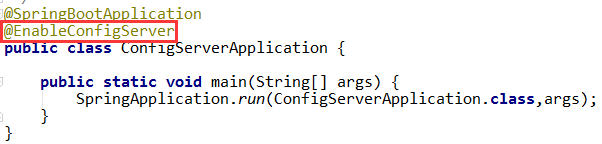 @SpringBootApplication
@EnableConfigServer
public class ConfigServerApplication {
public static void main(String[] args) {
SpringApplication.run(ConfigServerApplication.class,args);
}
}